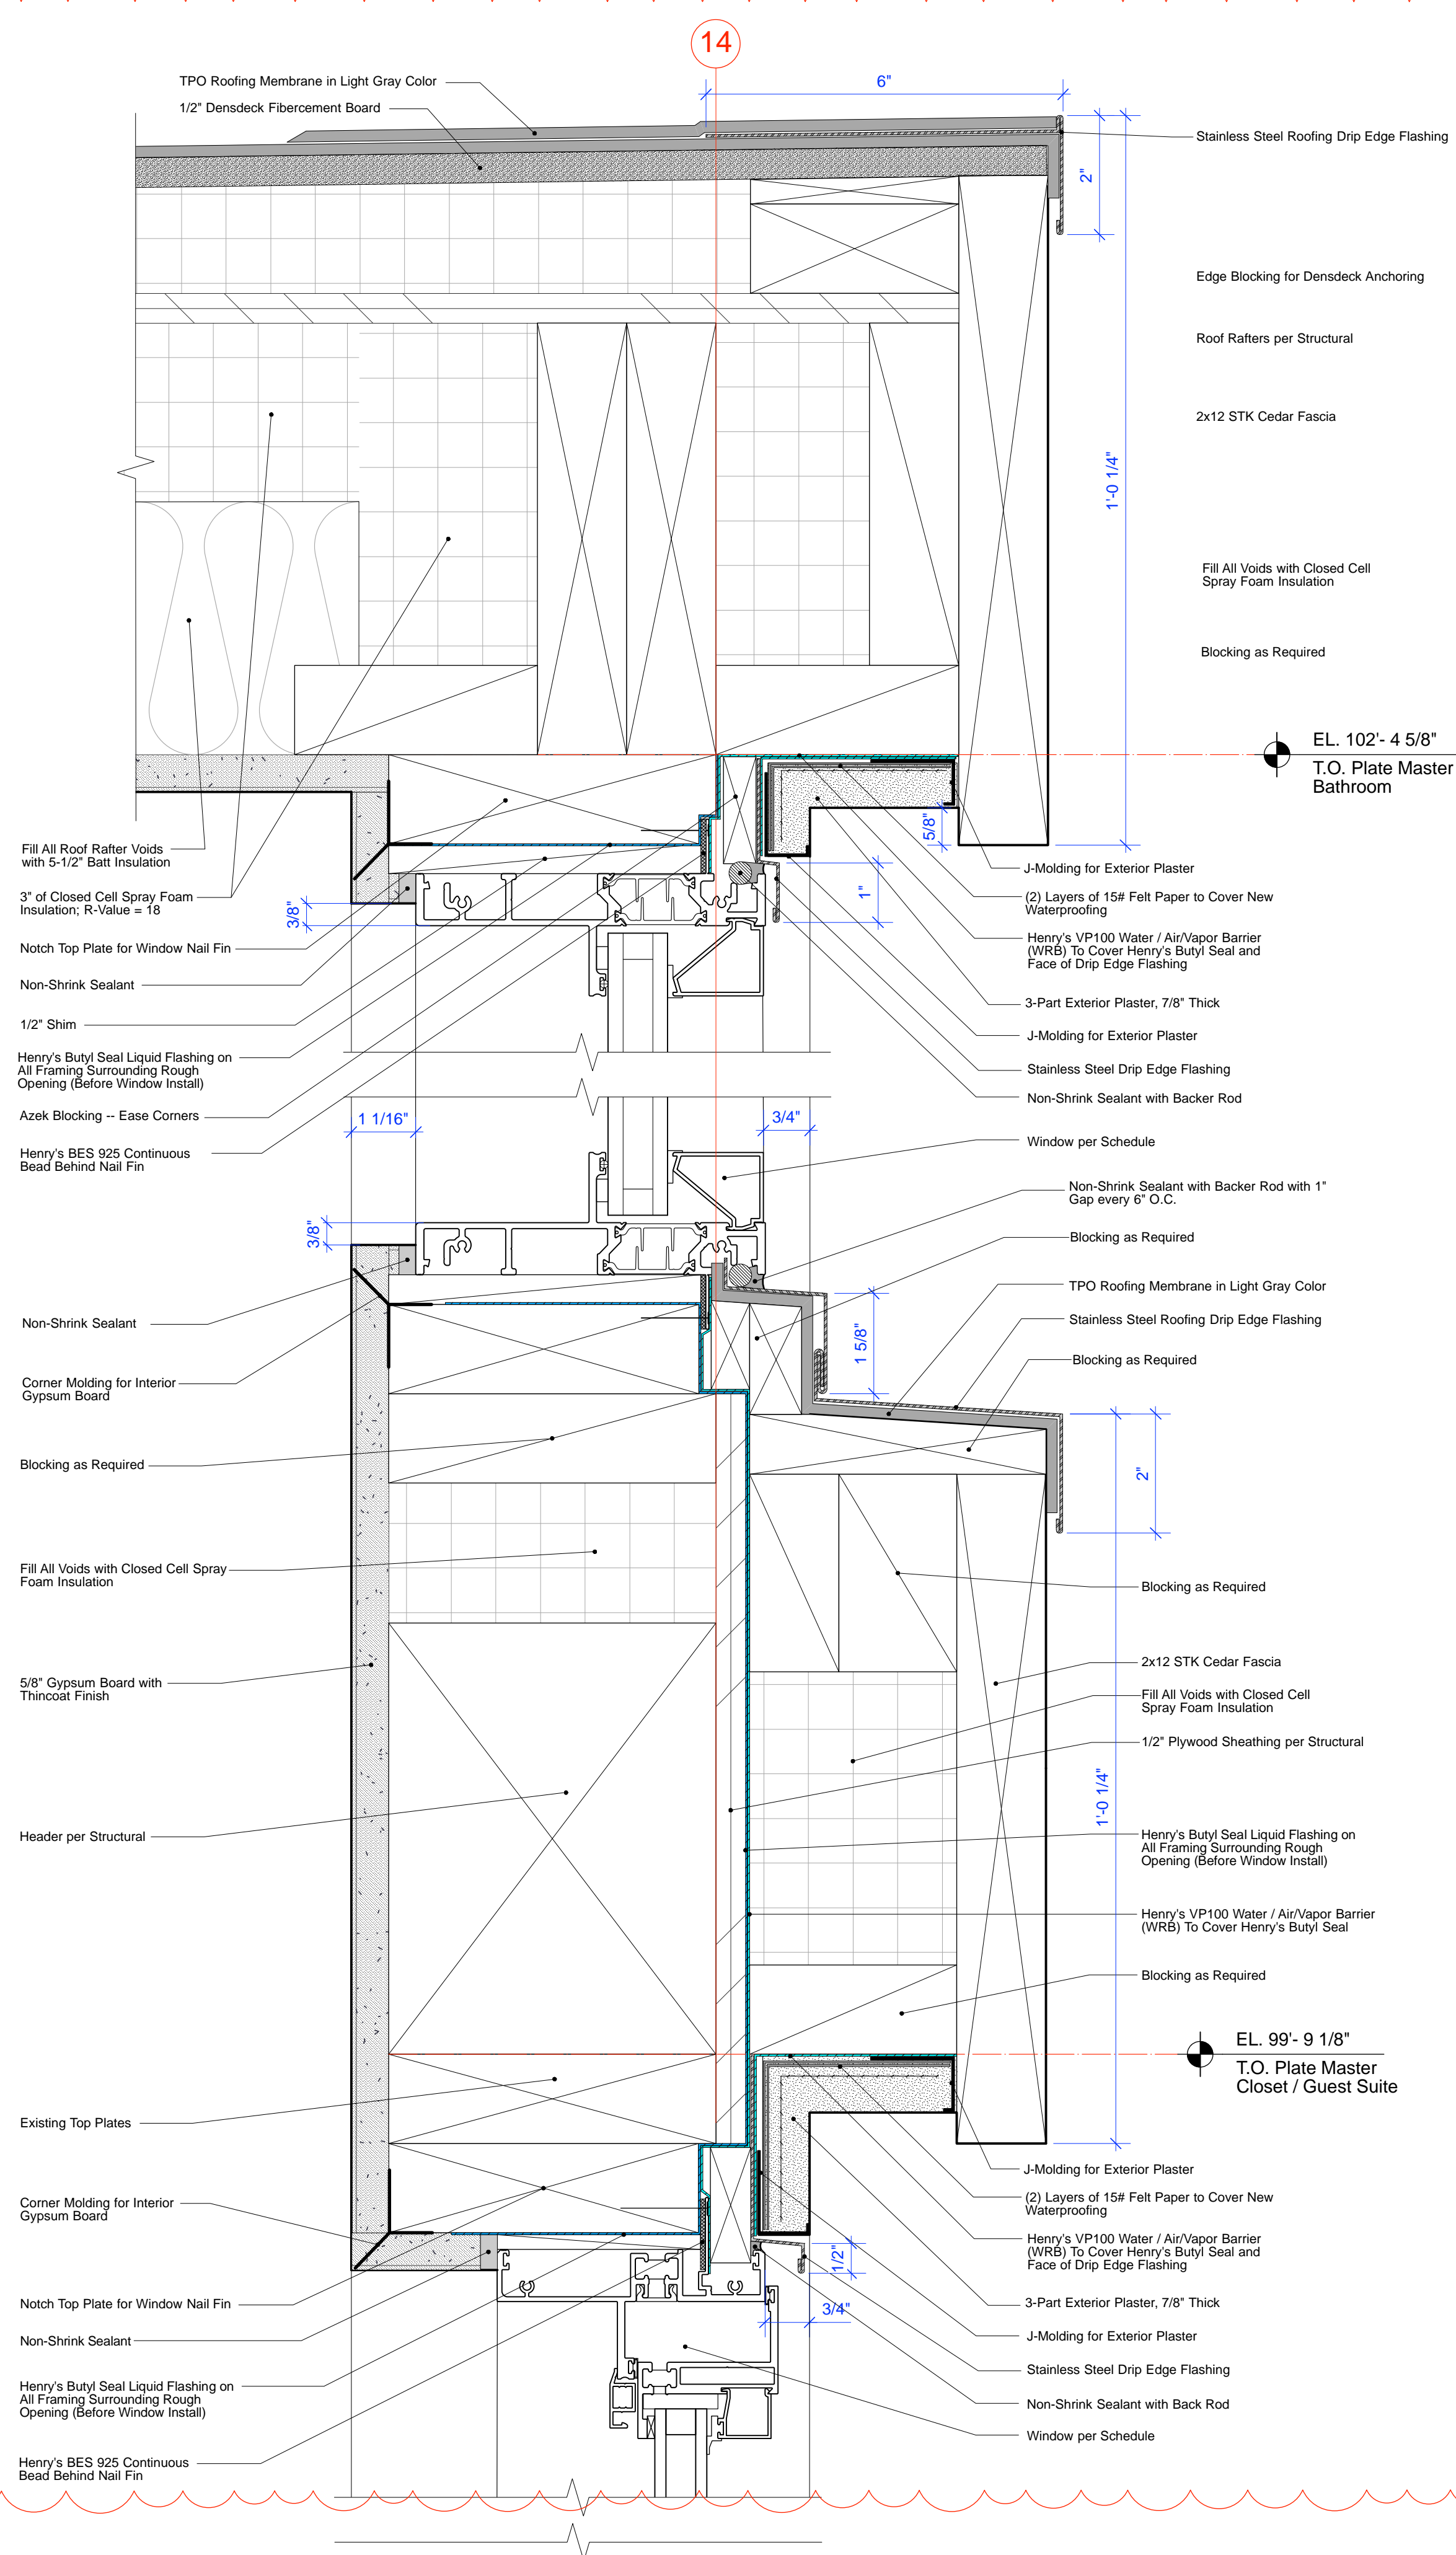 14
TPO Roofing Membrane in Light Gray Color
1/2" Densdeck Fibercement Board
6"
Stainless Steel Roofing Drip Edge Flashing
2"
Edge Blocking for Densdeck Anchoring
Roof Rafters per Structural
2x12 STK Cedar Fascia
1'-0 1/4"
Fill All Voids with Closed Cell
Spray Foam Insulation
Blocking as Required
EL. 102'- 4 5/8"
T.O. Plate Master
Bathroom
Fill All Roof Rafter Voids
with 5-1/2" Batt Insulation
3" of Closed Cell Spray Foam
Insulation; R-Value = 18
Notch Top Plate for Window Nail Fin
Non-Shrink Sealant
1/2" Shim
Henry's Butyl Seal Liquid Flashing on
All Framing Surrounding Rough
Opening (Before Window Install)
Azek Blocking -- Ease Corners
Henry's BES 925 Continuous
Bead Behind Nail Fin
3/8"
5/8"
1"
J-Molding for Exterior Plaster
(2) Layers of 15# Felt Paper to Cover New
Waterproofing
Henry's VP100 Water / Air/Vapor Barrier
(WRB) To Cover Henry's Butyl Seal and
Face of Drip Edge Flashing
3-Part Exterior Plaster, 7/8" Thick
J-Molding for Exterior Plaster
Stainless Steel Drip Edge Flashing
Non-Shrink Sealant with Backer Rod
1 1/16"
3/4"
Window per Schedule
Non-Shrink Sealant with Backer Rod with 1"
Gap every 6" O.C.
Blocking as Required
TPO Roofing Membrane in Light Gray Color
Stainless Steel Roofing Drip Edge Flashing
Blocking as Required
3/8"
1 5/8"
2"
Non-Shrink Sealant
Corner Molding for Interior
Gypsum Board
Blocking as Required
Fill All Voids with Closed Cell Spray
Foam Insulation
5/8" Gypsum Board with
Thincoat Finish
Header per Structural
Existing Top Plates
Corner Molding for Interior
Gypsum Board
Notch Top Plate for Window Nail Fin
Non-Shrink Sealant
Henry's Butyl Seal Liquid Flashing on
All Framing Surrounding Rough
Opening (Before Window Install)
Henry's BES 925 Continuous
Bead Behind Nail Fin
Blocking as Required
2x12 STK Cedar Fascia
Fill All Voids with Closed Cell
Spray Foam Insulation
1/2" Plywood Sheathing per Structural
1'-0 1/4"
Henry's Butyl Seal Liquid Flashing on
All Framing Surrounding Rough
Opening (Before Window Install)
Henry's VP100 Water / Air/Vapor Barrier
(WRB) To Cover Henry's Butyl Seal
Blocking as Required
EL. 99'- 9 1/8"
T.O. Plate Master
Closet / Guest Suite
J-Molding for Exterior Plaster
(2) Layers of 15# Felt Paper to Cover New
Waterproofing
Henry's VP100 Water / Air/Vapor Barrier
(WRB) To Cover Henry's Butyl Seal and
Face of Drip Edge Flashing
1/2"
3/4"
3-Part Exterior Plaster, 7/8" Thick
J-Molding for Exterior Plaster
Stainless Steel Drip Edge Flashing
Non-Shrink Sealant with Back Rod
Window per Schedule